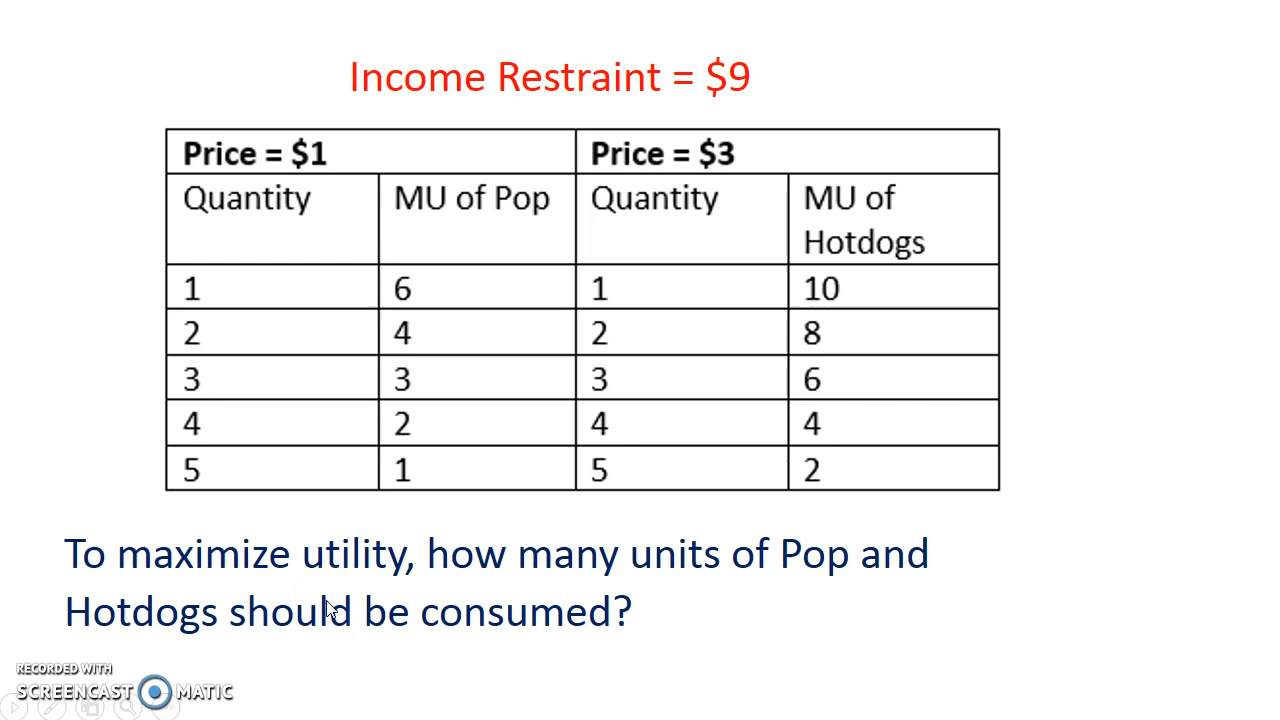 Income Restraint = $9
Price = $1 Price = $3
Quantity MU of Pop Quantity MU of
Hotdogs
1 6 1 10
2 4 2 8
3 3 3 6
4 2 4 4
5 1 5 2
To maximize utility, how many units of Pop and
Hotdogs should be consumed?
RECORDED WITH
SCREENCAST MATIC